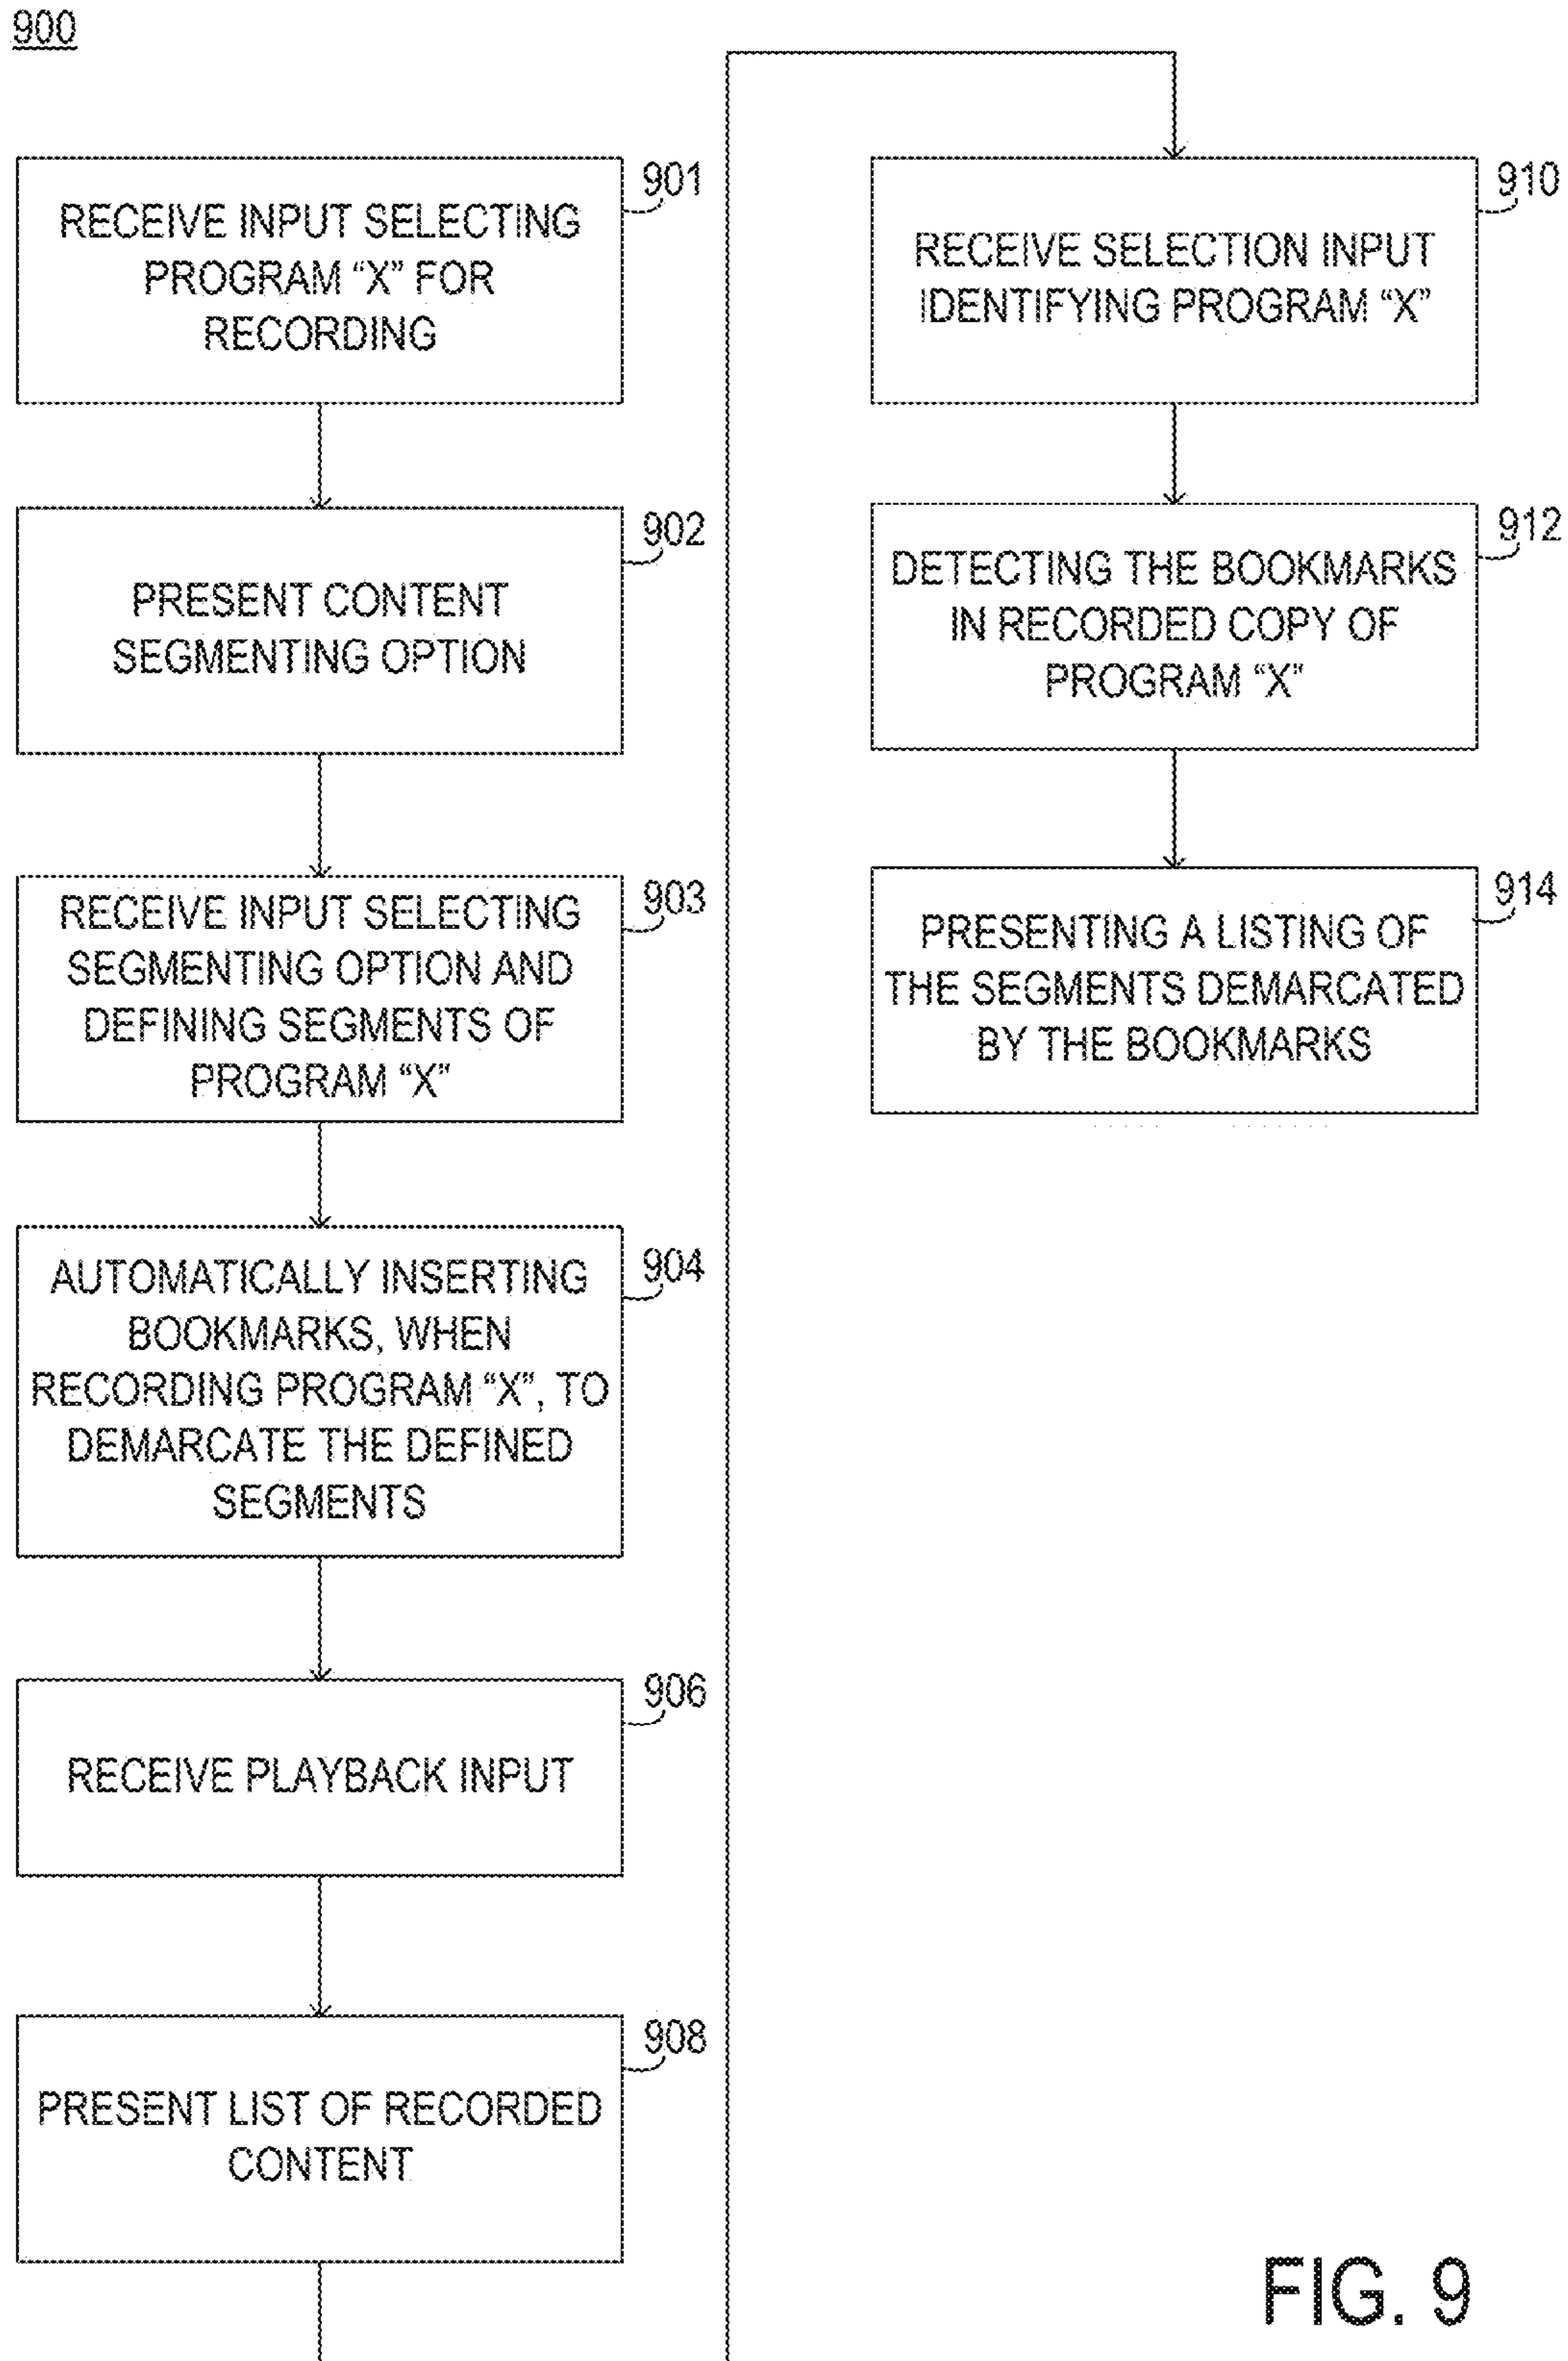 900
901
RECEIVE INPUT SELECTING
PROGRAM “X” FOR
RECORDING
902
PRESENT CONTENT
SEGMENTING OPTION
903
RECEIVE INPUT SELECTING
SEGMENTING OPTION AND
DEFINING SEGMENTS OF
PROGRAM “X”
904
AUTOMATICALLY INSERTING
BOOKMARKS, WHEN
RECORDING PROGRAM “X”, TO
DEMARCATE THE DEFINED
SEGMENTS
906
RECEIVE PLAYBACK INPUT
908
PRESENT LIST OF RECORDED
CONTENT
910
RECEIVE SELECTION INPUT
IDENTIFYING PROGRAM “X”
912
DETECTING THE BOOKMARKS
IN RECORDED COPY OF
PROGRAM “X”
914
PRESENTING A LISTING OF
THE SEGMENTS DEMARCATED
BY THE BOOKMARKS
FIG. 9